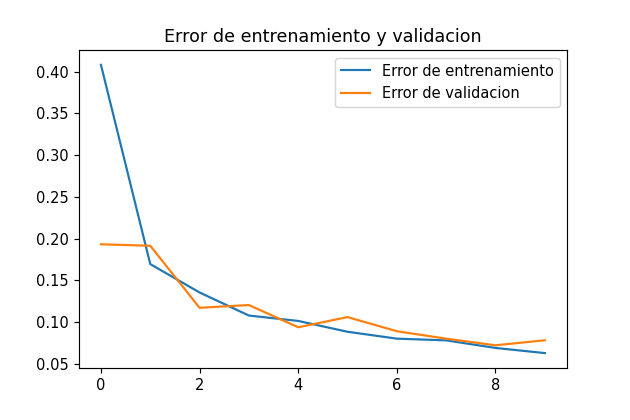 Error de entrenamiento y validacion
Error de entrenamiento
Error de validacion
0.40
0.35
0.30
0.25
0.20
0.15
0.10
0.05
0 2 4 6 8